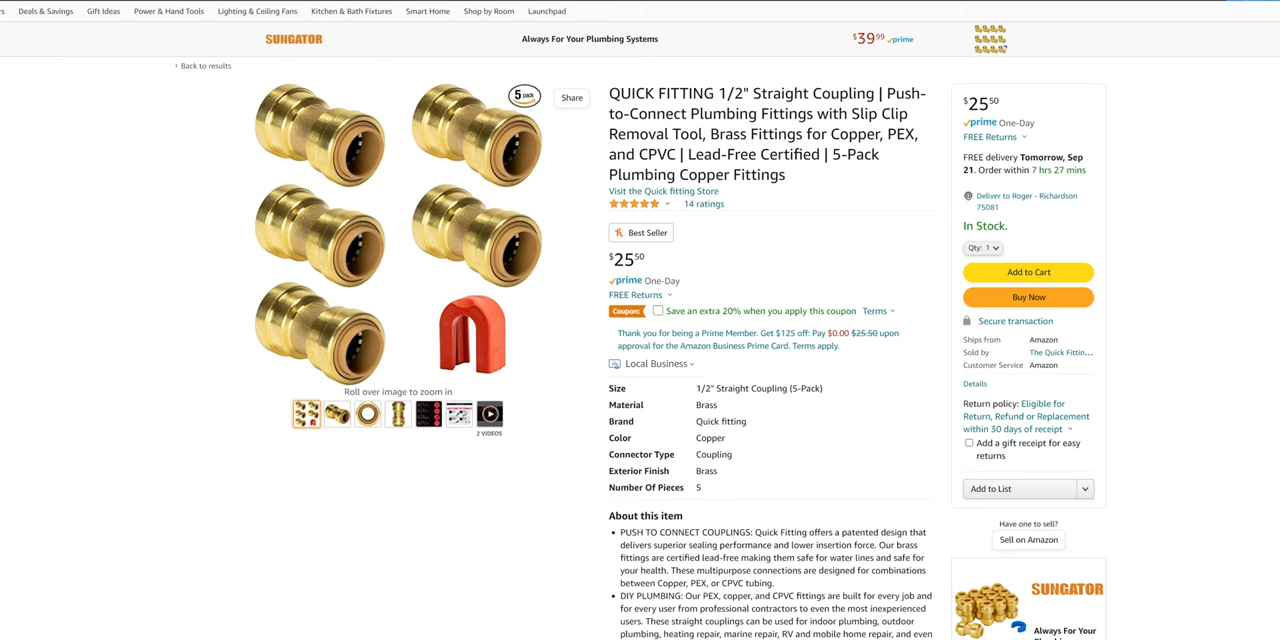 Deals & Savings Gift Ideas Power & Hand Tools Lighting & Ceiling Fans Kitchen & Bath Fixtures Smart Home Shop by Room Launchpad
SUNGATOR Always For Your Plumbing Systems $39.99 prime
‹ Back to results
5 pack
Share
Roll over image to zoom in
2 VIDEOS
QUICK FITTING 1/2" Straight Coupling | Push-
to-Connect Plumbing Fittings with Slip Clip
Removal Tool, Brass Fittings for Copper, PEX,
and CPVC | Lead-Free Certified | 5-Pack
Plumbing Copper Fittings
Visit the Quick fitting Store
14 ratings
Best Seller
$25.50
prime One-Day
FREE Returns
Coupon: Save an extra 20% when you apply this coupon Terms
Thank you for being a Prime Member. Get $125 off: Pay $0.00 $25.50 upon
approval for the Amazon Business Prime Card. Terms apply.
Local Business
Size 1/2" Straight Coupling (5-Pack)
Material Brass
Brand Quick fitting
Color Copper
Connector Type Coupling
Exterior Finish Brass
Number Of Pieces 5
About this item
• PUSH TO CONNECT COUPLINGS: Quick Fitting offers a patented design that
delivers superior sealing performance and lower insertion force. Our brass
fittings are certified lead-free making them safe for water lines and safe for
your health. These multipurpose connections are designed for combinations
between Copper, PEX, or CPVC tubing.
• DIY PLUMBING: Our PEX, copper, and CPVC fittings are built for every job and
for every user from professional contractors to even the most inexperienced
users. These straight couplings can be used for indoor plumbing, outdoor
plumbing, heating repair, marine repair, RV and mobile home repair, and even
$25.50
prime One-Day
FREE Returns
FREE delivery Tomorrow, Sep
21. Order within 7 hrs 27 mins
Deliver to Roger - Richardson
75081
In Stock.
Qty: 1
Add to Cart
Buy Now
Secure transaction
Ships from Amazon
Sold by The Quick Fittin...
Customer Service Amazon
Details
Return policy: Eligible for
Return, Refund or Replacement
within 30 days of receipt
Add a gift receipt for easy
returns
Add to List
Have one to sell?
Sell on Amazon
SUNGATOR
Always For Your